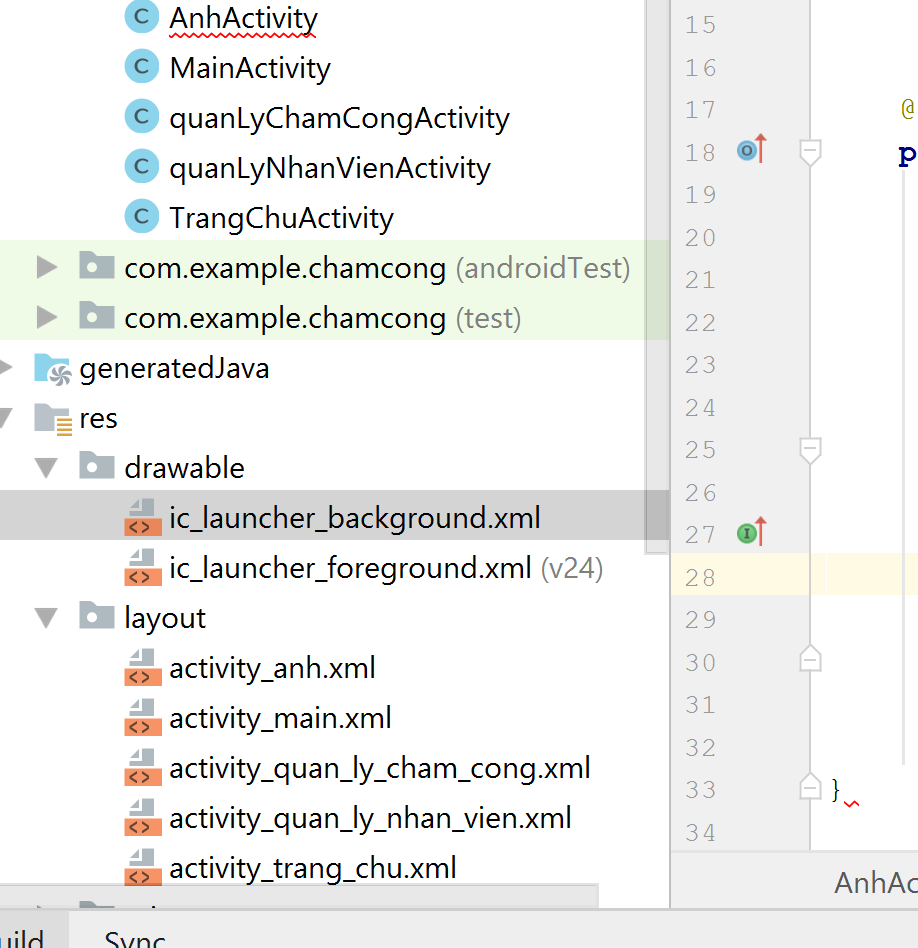 AnhActivity
MainActivity
quanLyChamCongActivity
quanLyNhanVienActivity
TrangChuActivity
com.example.chamcong (androidTest)
com.example.chamcong (test)
generatedJava
res
drawable
ic_launcher_background.xml
ic_launcher_foreground.xml (v24)
layout
activity_anh.xml
activity_main.xml
activity_quan_ly_cham_cong.xml
activity_quan_ly_nhan_vien.xml
activity_trang_chu.xml
Sync
15
16
17 @
18 p
19
20
21
22
23
24
25
26
27
28
29
30
31
32
33 }
34
AnhAc